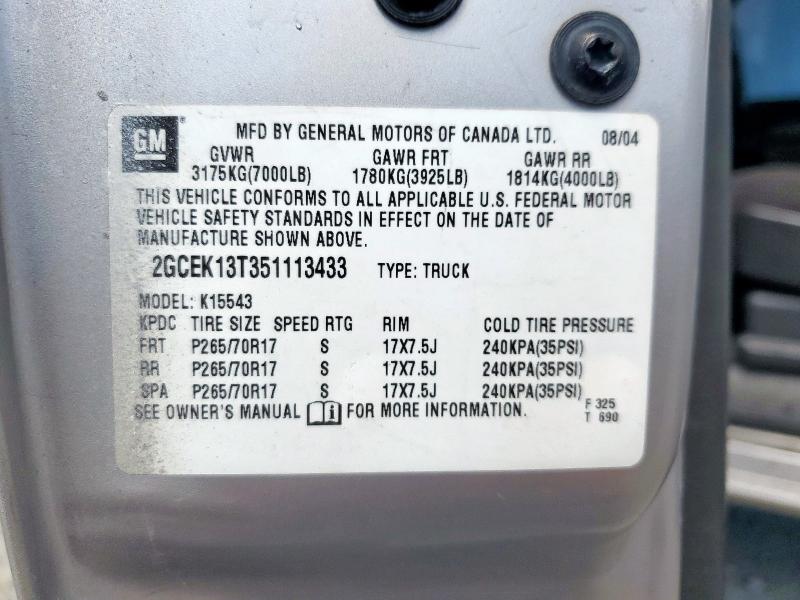 GM
MFD BY GENERAL MOTORS OF CANADA LTD. 08/04
GVWR GAWR FRT GAWR RR
3175KG(7000LB) 1780KG(3925LB) 1814KG(4000LB)
THIS VEHICLE CONFORMS TO ALL APPLICABLE U.S. FEDERAL MOTOR
VEHICLE SAFETY STANDARDS IN EFFECT ON THE DATE OF
MANUFACTURE SHOWN ABOVE.
2GCEK13T351113433 TYPE: TRUCK
MODEL: K15543
KPDC TIRE SIZE SPEED RTG RIM COLD TIRE PRESSURE
FRT P265/70R17 S 17X7.5J 240KPA(35PSI)
RR P265/70R17 S 17X7.5J 240KPA(35PSI)
SPA P265/70R17 S 17X7.5J 240KPA(35PSI)
SEE OWNER'S MANUAL i FOR MORE INFORMATION.
F 325
T 690